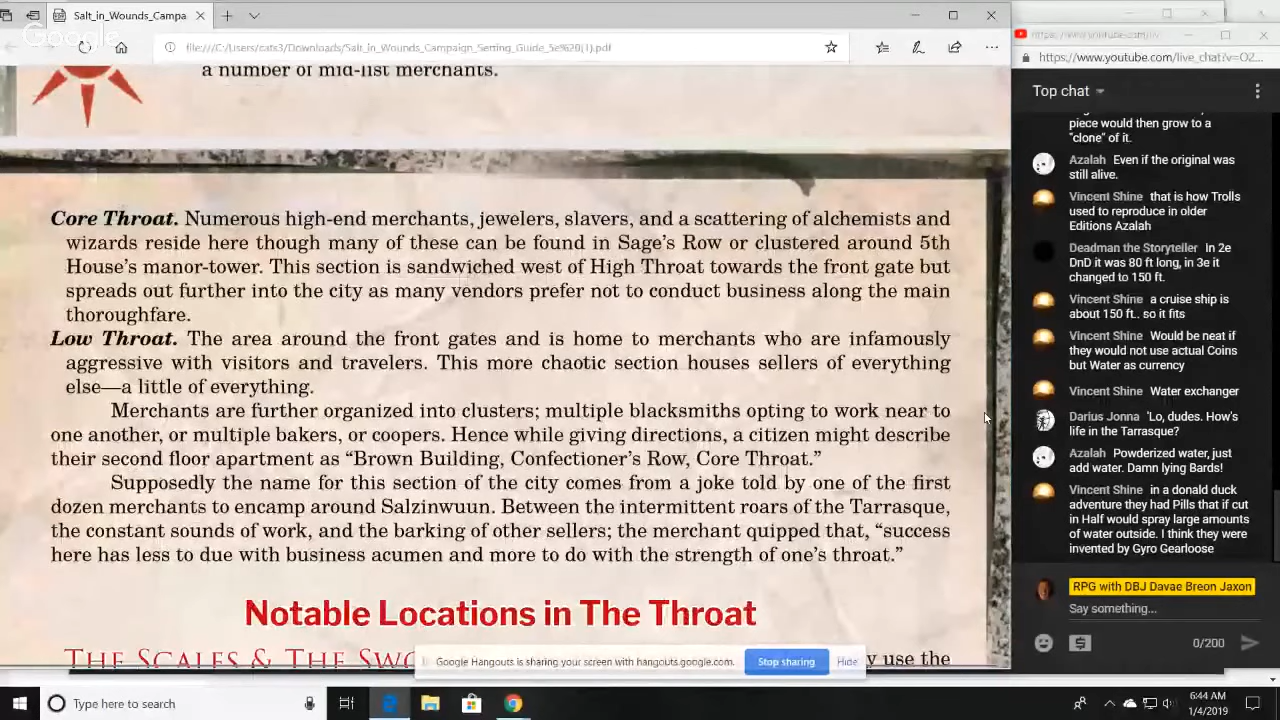 Salt_in_Wounds_Campa
Google
file:///C:/Users/cats3/Downloads/Salt_in_Wounds_Campaign_Setting_Guide_5e%20(1).pdf
a number of mid-list merchants.
Core Throat. Numerous high-end merchants, jewelers, slavers, and a scattering of alchemists and
wizards reside here though many of these can be found in Sage's Row or clustered around 5th
House's manor-tower. This section is sandwiched west of High Throat towards the front gate but
spreads out further into the city as many vendors prefer not to conduct business along the main
thoroughfare.
Low Throat. The area around the front gates and is home to merchants who are infamously
aggressive with visitors and travelers. This more chaotic section houses sellers of everything
else—a little of everything.
Merchants are further organized into clusters; multiple blacksmiths opting to work near to
one another, or multiple bakers, or coopers. Hence while giving directions, a citizen might describe
their second floor apartment as “Brown Building, Confectioner's Row, Core Throat.”
Supposedly the name for this section of the city comes from a joke told by one of the first
dozen merchants to encamp around Salzinwuun. Between the intermittent roars of the Tarrasque,
the constant sounds of work, and the barking of other sellers; the merchant quipped that, “success
here has less to due with business acumen and more to do with the strength of one's throat.”
Notable Locations in The Throat
THE SCALES & THE SWO
y use the
Google Hangouts is sharing your screen with hangouts.google.com.
Stop sharing
Hide
https://www.youtube.com/live_chat?v=O2...
Top chat
piece would then grow to a
"clone" of it.
Azalah Even if the original was
still alive.
Vincent Shine that is how Trolls
used to reproduce in older
Editions Azalah
Deadman the Storyteller In 2e
DnD it was 80 ft long, in 3e it
changed to 150 ft.
Vincent Shine a cruise ship is
about 150 ft.. so it fits
Vincent Shine Would be neat if
they would not use actual Coins
but Water as currency
Vincent Shine Water exchanger
Darius Jonna 'Lo, dudes. How's
life in the Tarrasque?
Azalah Powderized water, just
add water. Damn lying Bards!
Vincent Shine in a donald duck
adventure they had Pills that if cut
in Half would spray large amounts
of water outside. I think they were
invented by Gyro Gearloose
RPG with DBJ Davae Breon Jaxon
Say something...
0/200
Type here to search
6:44 AM
1/4/2019